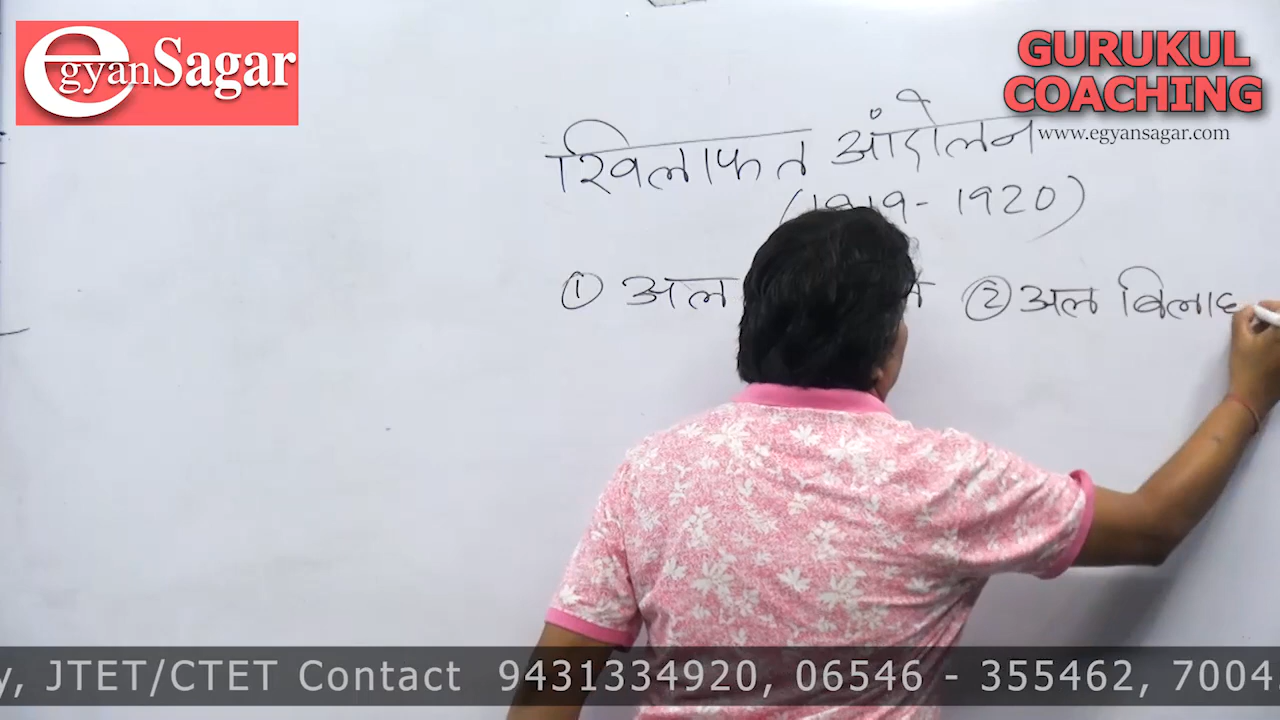 egyanSagar
GURUKUL
COACHING
www.egyansagar.com
खिलाफत आंदोलन
(1919-1920)
① अल ② अल बिलाह
y, JTET/CTET Contact 9431334920, 06546 - 355462, 7004